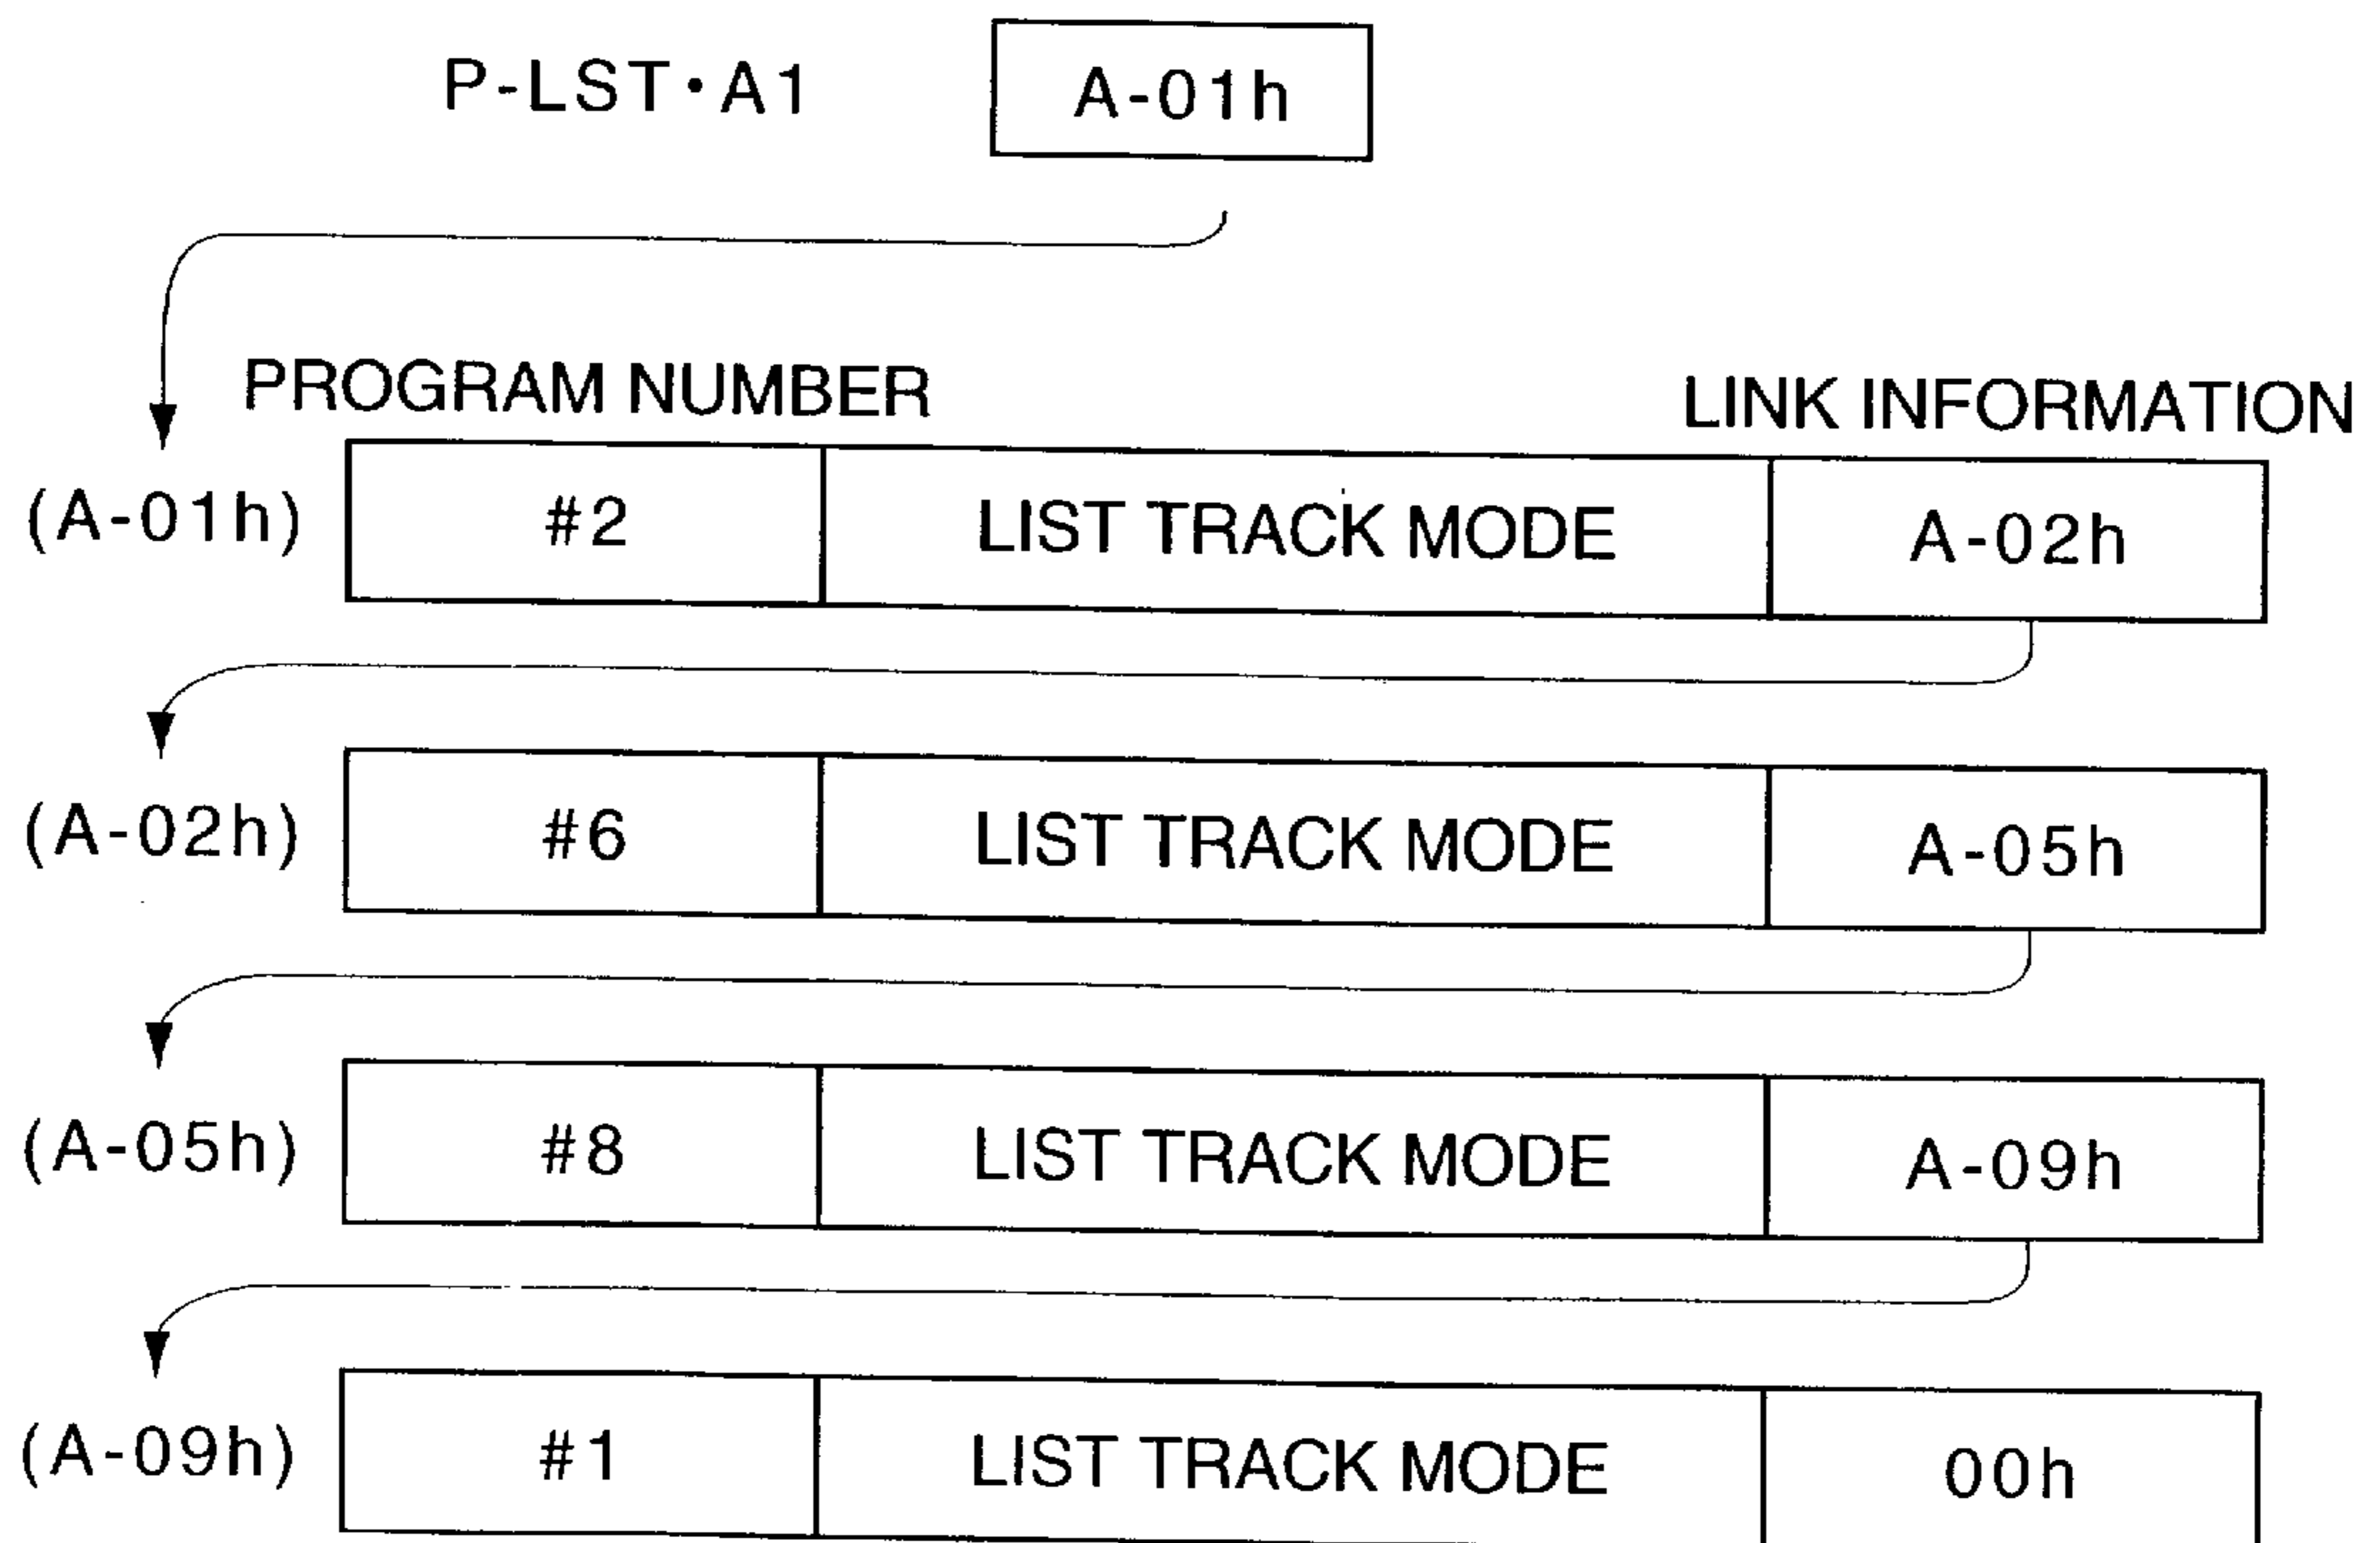 P-LST・A1 A-01h
PROGRAM NUMBER LINK INFORMATION
(A-01h) #2 LIST TRACK MODE A-02h
(A-02h) #6 LIST TRACK MODE A-05h
(A-05h) #8 LIST TRACK MODE A-09h
(A-09h) #1 LIST TRACK MODE 00h